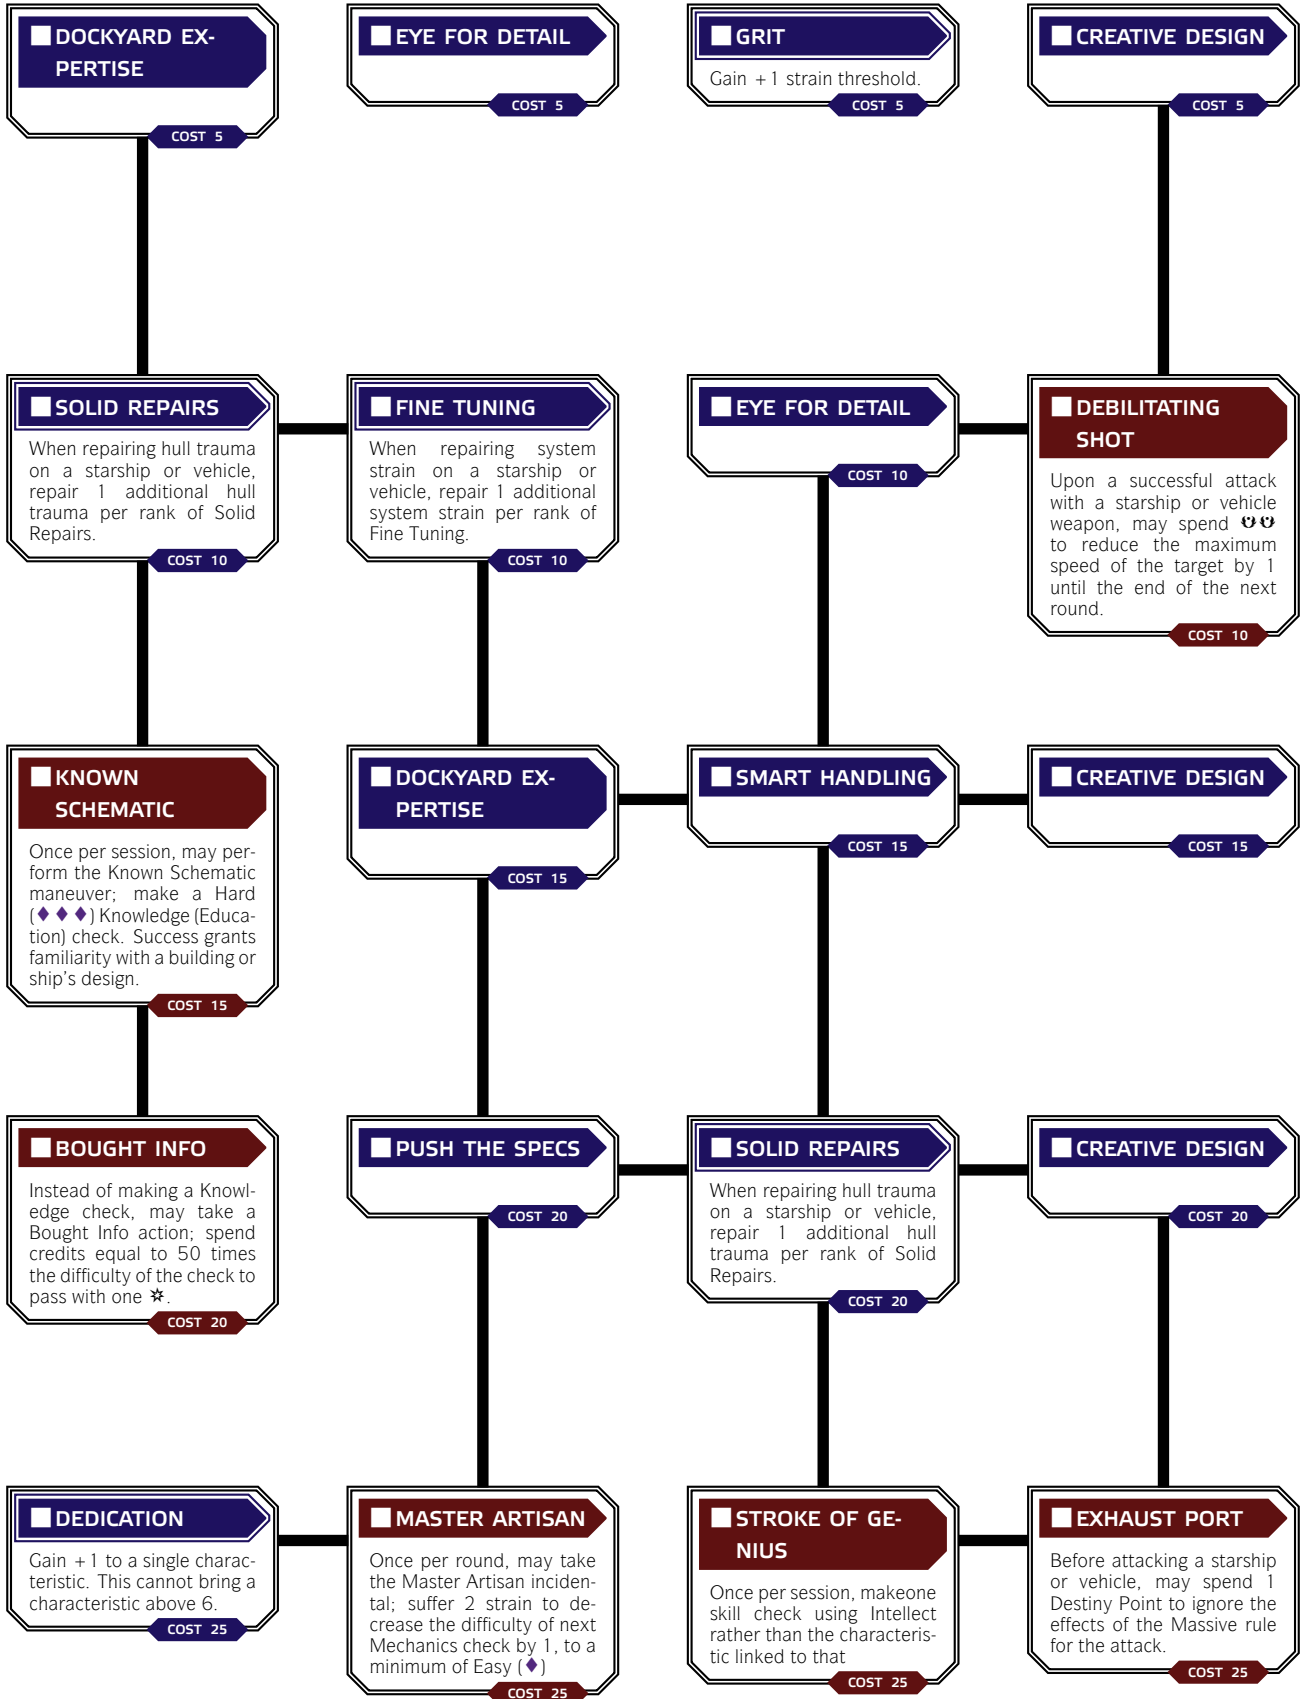 DOCKYARD EX-
PERTISE
COST 5
EYE FOR DETAIL
COST 5
GRIT
Gain +1 strain threshold.
COST 5
CREATIVE DESIGN
COST 5
SOLID REPAIRS
When repairing hull trauma
on a starship or vehicle,
repair 1 additional hull
trauma per rank of Solid
Repairs.
COST 10
FINE TUNING
When repairing system
strain on a starship or
vehicle, repair 1 additional
system strain per rank of
Fine Tuning.
COST 10
EYE FOR DETAIL
COST 10
DEBILITATING
SHOT
Upon a successful attack
with a starship or vehicle
weapon, may spend
to reduce the maximum
speed of the target by 1
until the end of the next
round.
COST 10
KNOWN
SCHEMATIC
Once per session, may per-
form the Known Schematic
maneuver; make a Hard
(♦ ♦ ♦) Knowledge (Educa-
tion) check. Success grants
familiarity with a building or
ship's design.
COST 15
DOCKYARD EX-
PERTISE
COST 15
SMART HANDLING
COST 15
CREATIVE DESIGN
COST 15
BOUGHT INFO
Instead of making a Knowl-
edge check, may take a
Bought Info action; spend
credits equal to 50 times
the difficulty of the check to
pass with one .
COST 20
PUSH THE SPECS
COST 20
SOLID REPAIRS
When repairing hull trauma
on a starship or vehicle,
repair 1 additional hull
trauma per rank of Solid
Repairs.
COST 20
CREATIVE DESIGN
COST 20
DEDICATION
Gain +1 to a single charac-
teristic. This cannot bring a
characteristic above 6.
COST 25
MASTER ARTISAN
Once per round, may take
the Master Artisan inciden-
tal; suffer 2 strain to de-
crease the difficulty of next
Mechanics check by 1, to a
minimum of Easy (♦)
COST 25
STROKE OF GE-
NIUS
Once per session, makeone
skill check using Intellect
rather than the characteris-
tic linked to that
COST 25
EXHAUST PORT
Before attacking a starship
or vehicle, may spend 1
Destiny Point to ignore the
effects of the Massive rule
for the attack.
COST 25